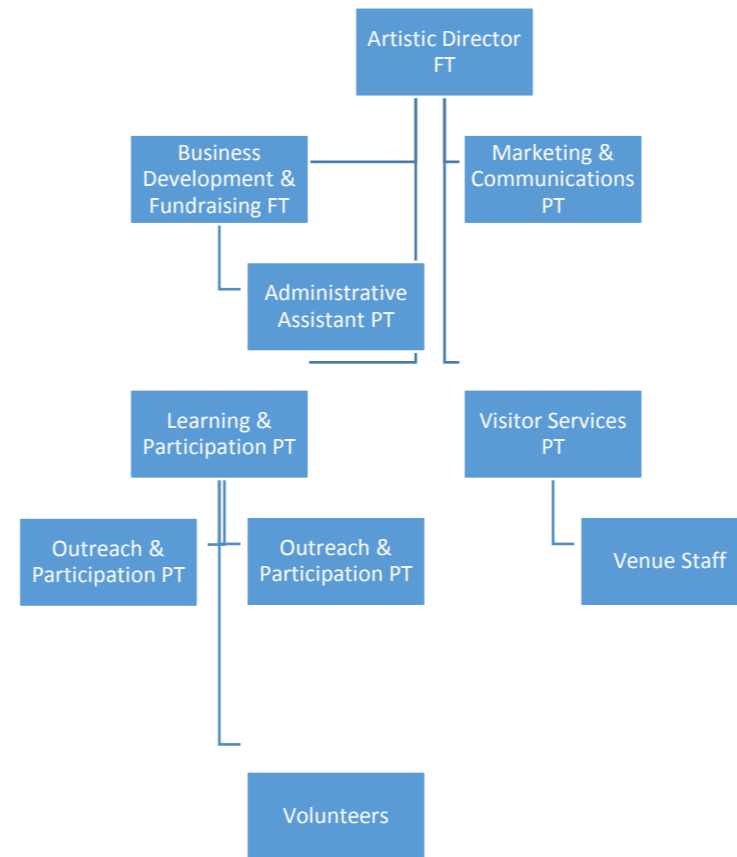 Artistic Director
FT
Business
Development &
Fundraising FT
Marketing &
Communications
PT
Administrative
Assistant PT
Learning &
Participation PT
Visitor Services
PT
Outreach &
Participation PT
Outreach &
Participation PT
Venue Staff
Volunteers